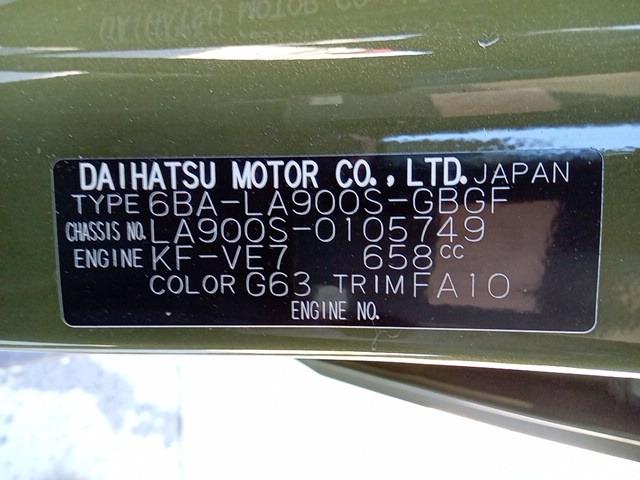 DAIHATSU MOTOR CO., LTD. JAPAN
TYPE 6BA-LA900S-GBGF
CHASSIS NO. LA900S-0105749
ENGINE KF-VE7 658cc
COLOR G63 TRIM FA10
ENGINE NO.